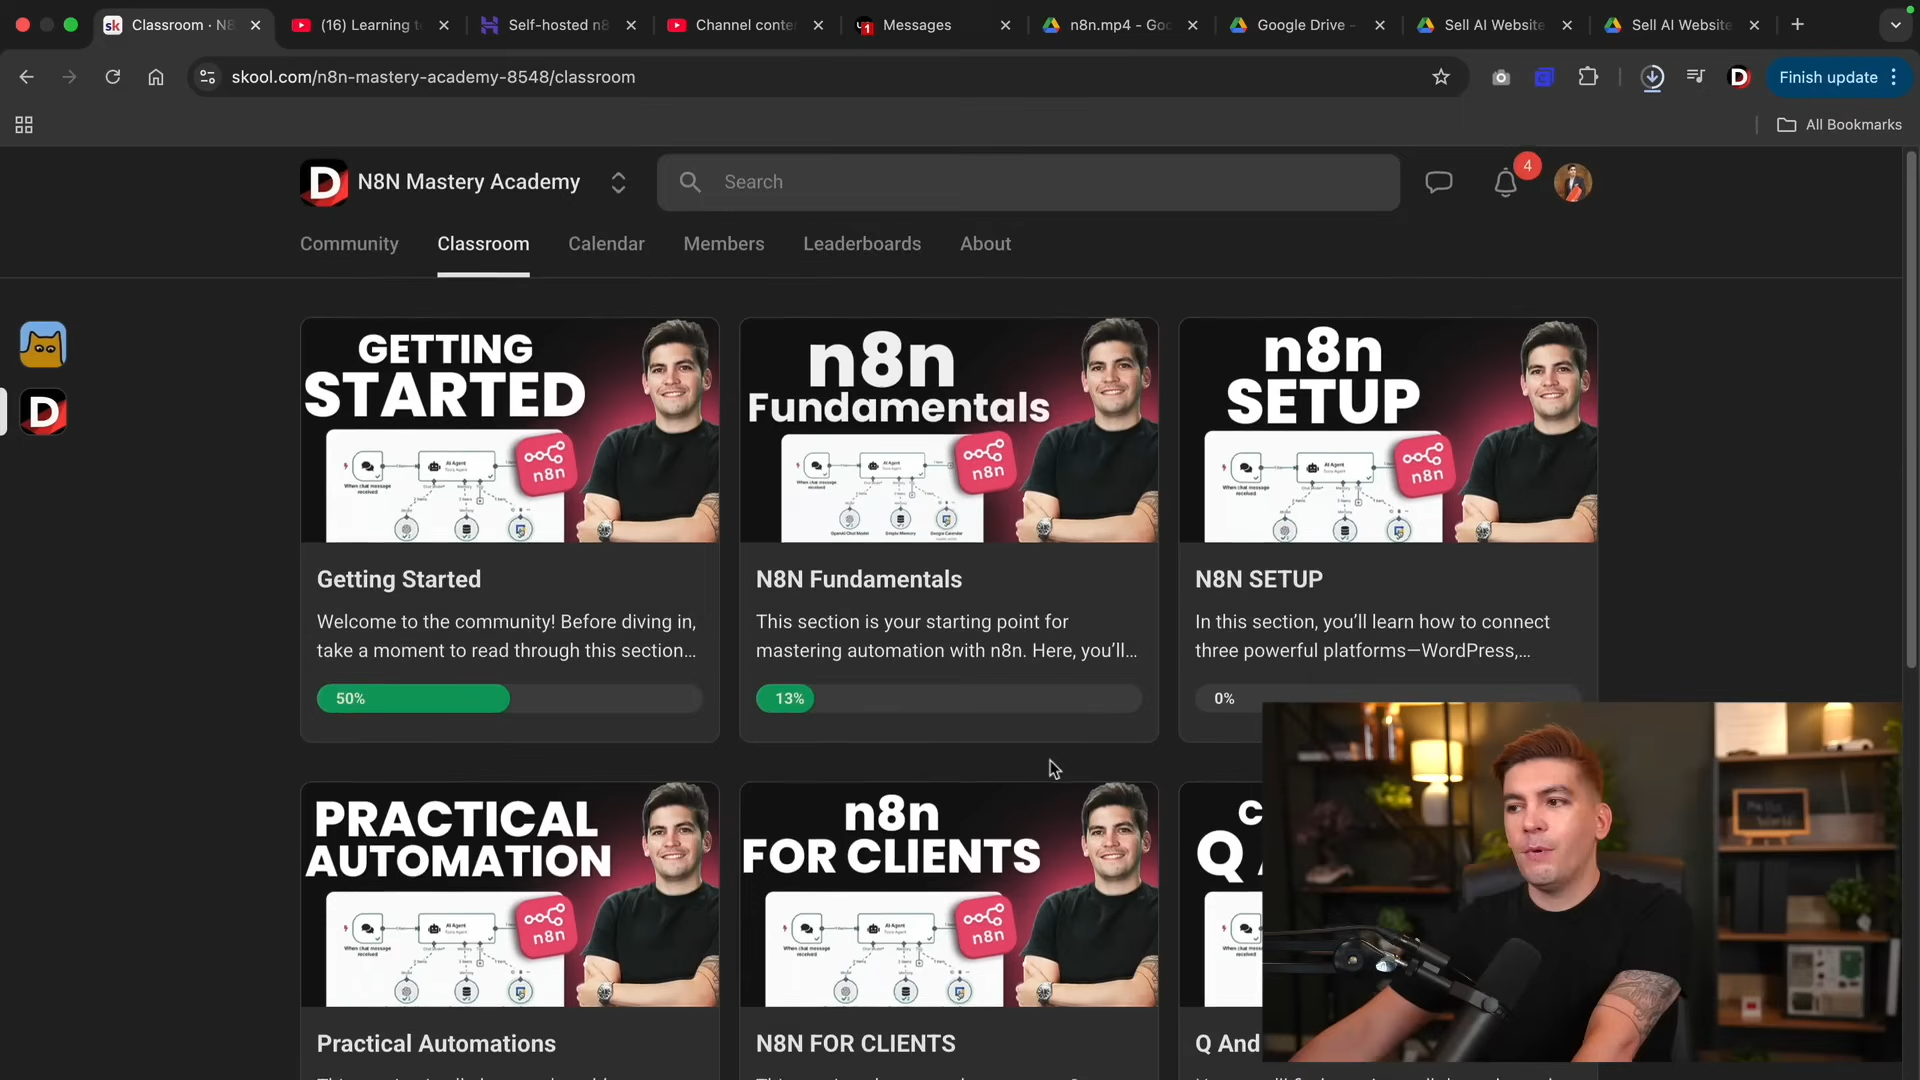 Classroom · N8
(16) Learning t
Self-hosted n8
Channel conte
Messages
n8n.mp4 - Goo
Google Drive -
Sell AI Website
Sell AI Website
skool.com/n8n-mastery-academy-8548/classroom
Finish update
All Bookmarks
D
N8N Mastery Academy
Search
4
Community
Classroom
Calendar
Members
Leaderboards
About
D
GETTING
STARTED
n8n
n8n
Fundamentals
n8n
n8n
SETUP
n8n
Getting Started
Welcome to the community! Before diving in,
take a moment to read through this section...
50%
N8N Fundamentals
This section is your starting point for
mastering automation with n8n. Here, you'll...
13%
N8N SETUP
In this section, you'll learn how to connect
three powerful platforms—WordPress,...
0%
PRACTICAL
AUTOMATION
n8n
n8n
FOR CLIENTS
n8n
C
Q A
Practical Automations
N8N FOR CLIENTS
Q And